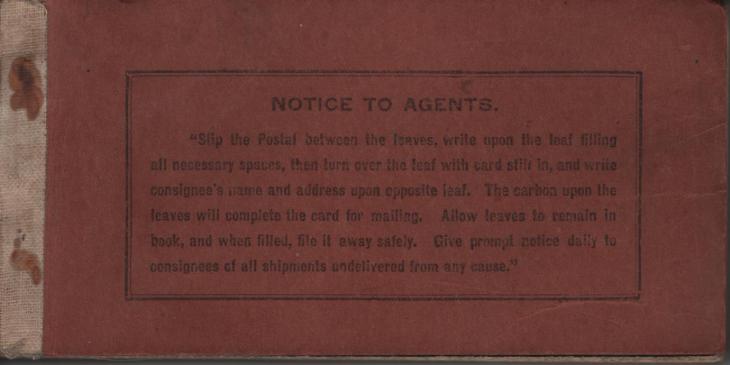 NOTICE TO AGENTS.
"Slip the Postal between the leaves, write upon the leaf filling
all necessary spaces, then turn over the leaf with card still in, and write
consignee's name and address upon opposite leaf. The carbon upon the
leaves will complete the card for mailing. Allow leaves to remain in
book, and when filled, file it away safely. Give prompt notice daily to
consignees of all shipments undelivered from any cause."